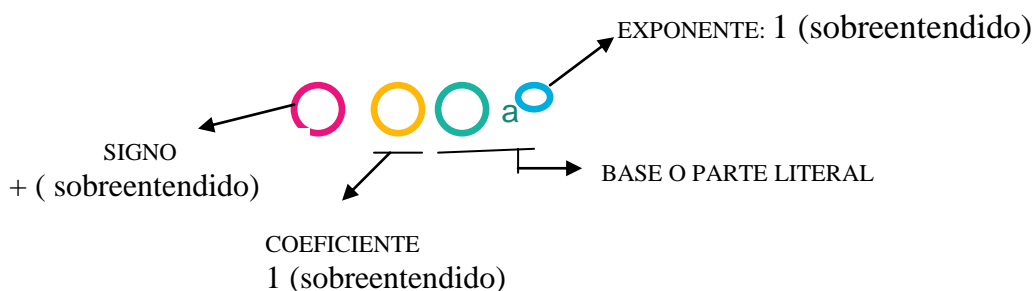 EXPONENTE: 1 (sobreentendido)
a
SIGNO
+ ( sobreentendido)
BASE O PARTE LITERAL
COEFICIENTE
1 (sobreentendido)